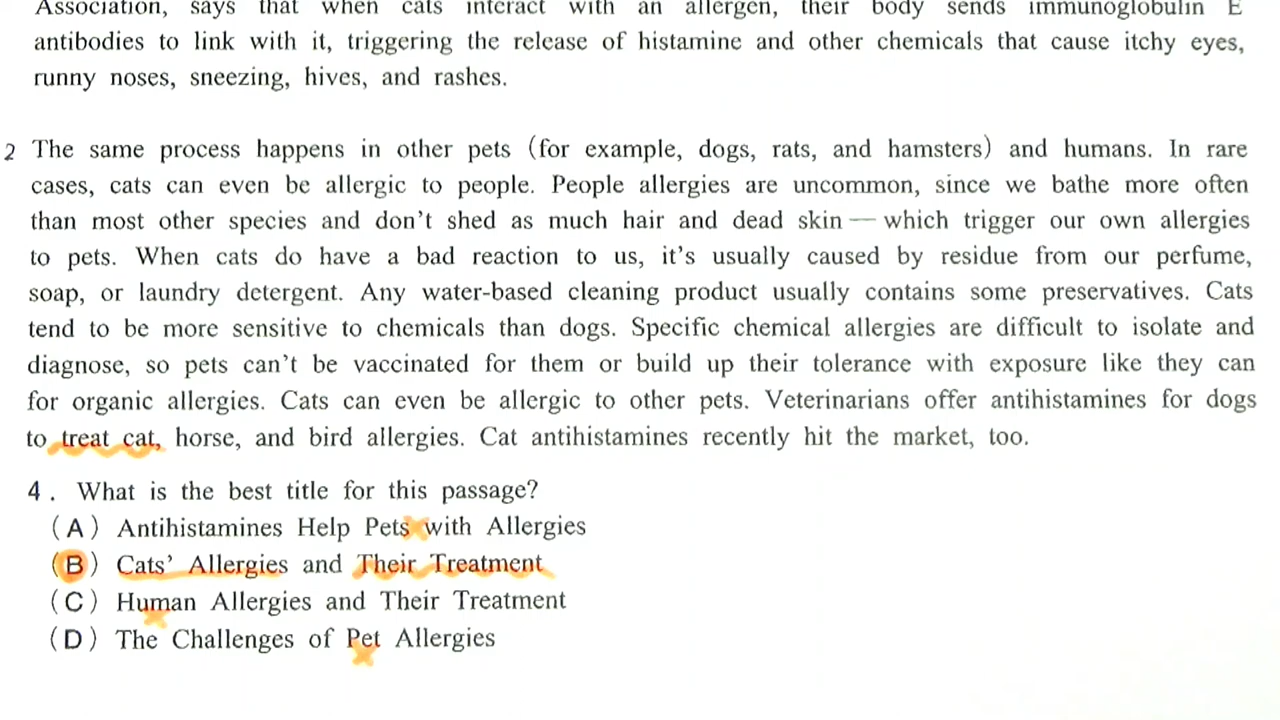 Association, says that when cats interact with an allergen, their body sends immunoglobulin E
antibodies to link with it, triggering the release of histamine and other chemicals that cause itchy eyes,
runny noses, sneezing, hives, and rashes.
2 The same process happens in other pets (for example, dogs, rats, and hamsters) and humans. In rare
cases, cats can even be allergic to people. People allergies are uncommon, since we bathe more often
than most other species and don't shed as much hair and dead skin — which trigger our own allergies
to pets. When cats do have a bad reaction to us, it's usually caused by residue from our perfume,
soap, or laundry detergent. Any water-based cleaning product usually contains some preservatives. Cats
tend to be more sensitive to chemicals than dogs. Specific chemical allergies are difficult to isolate and
diagnose, so pets can't be vaccinated for them or build up their tolerance with exposure like they can
for organic allergies. Cats can even be allergic to other pets. Veterinarians offer antihistamines for dogs
to treat cat, horse, and bird allergies. Cat antihistamines recently hit the market, too.
4. What is the best title for this passage?
(A) Antihistamines Help Pets with Allergies
(B) Cats' Allergies and Their Treatment
(C) Human Allergies and Their Treatment
(D) The Challenges of Pet Allergies